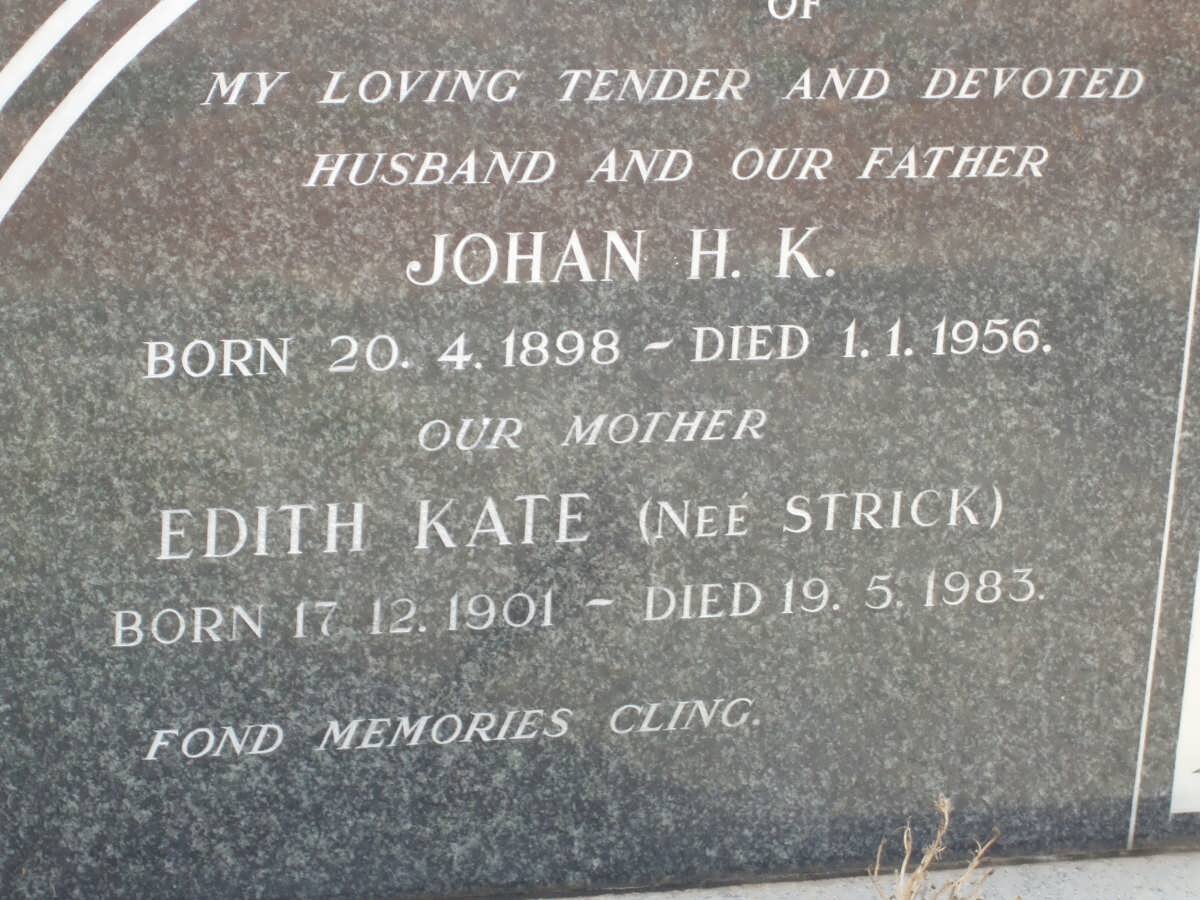 OF
MY LOVING TENDER AND DEVOTED
HUSBAND AND OUR FATHER
JOHAN H. K.
BORN 20. 4. 1898 – DIED 1. 1. 1956.
OUR MOTHER
EDITH KATE (NEÉ STRICK)
BORN 17. 12. 1901 – DIED 19. 5. 1983.
FOND MEMORIES CLING.